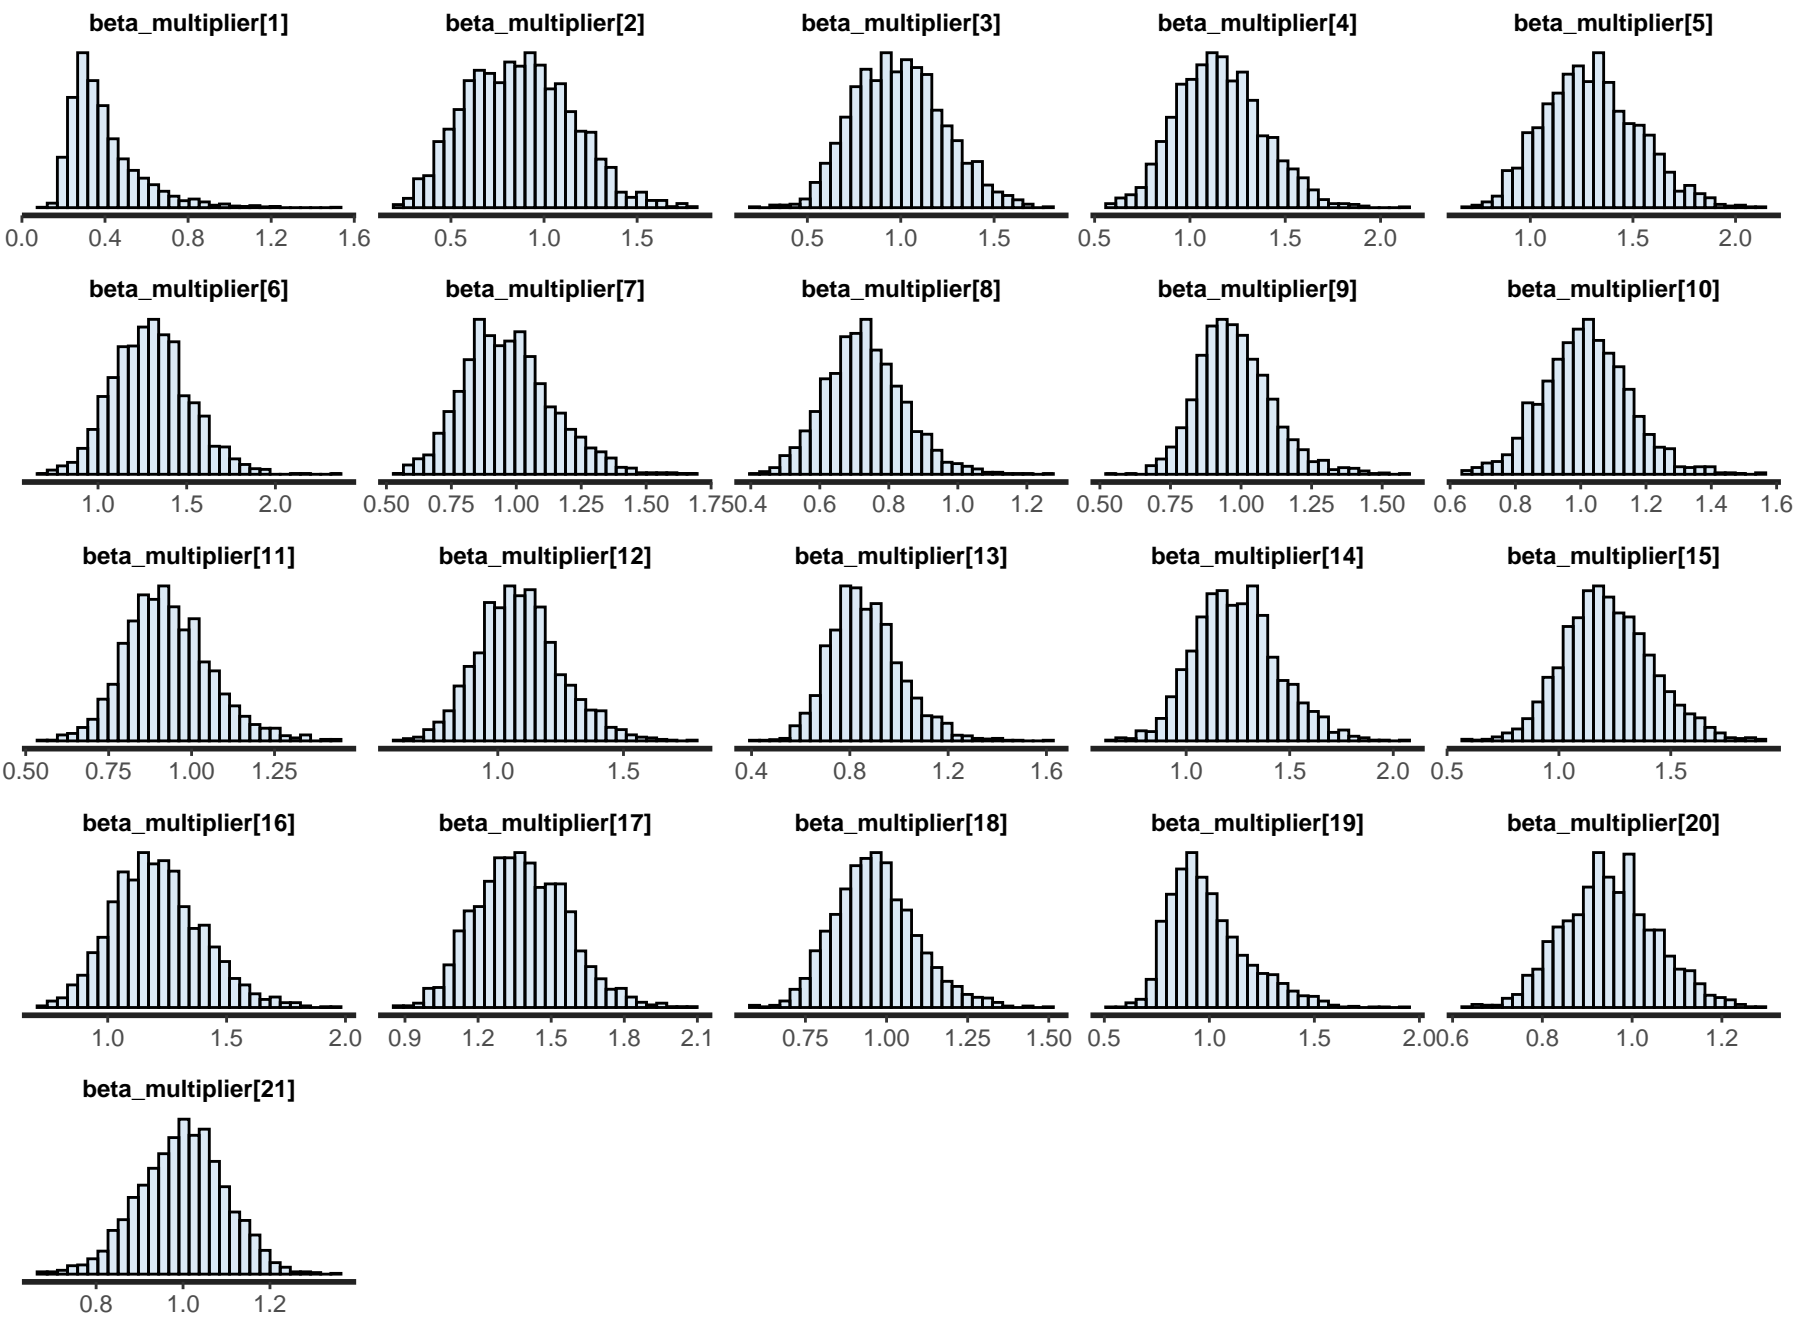 beta_multiplier[1] beta_multiplier[2] beta_multiplier[3] beta_multiplier[4] beta_multiplier[5]
0.0 0.4 0.8 1.2 1.6 0.5 1.0 1.5 0.5 1.0 1.5 0.5 1.0 1.5 2.0 1.0 1.5 2.0
beta_multiplier[6] beta_multiplier[7] beta_multiplier[8] beta_multiplier[9] beta_multiplier[10]
1.0 1.5 2.0 0.50 0.75 1.00 1.25 1.50 1.75 0.4 0.6 0.8 1.0 1.2 0.50 0.75 1.00 1.25 1.50 0.6 0.8 1.0 1.2 1.4 1.6
beta_multiplier[11] beta_multiplier[12] beta_multiplier[13] beta_multiplier[14] beta_multiplier[15]
0.50 0.75 1.00 1.25 1.0 1.5 0.4 0.8 1.2 1.6 1.0 1.5 2.0 0.5 1.0 1.5
beta_multiplier[16] beta_multiplier[17] beta_multiplier[18] beta_multiplier[19] beta_multiplier[20]
1.0 1.5 2.0 0.9 1.2 1.5 1.8 2.1 0.75 1.00 1.25 1.50 0.5 1.0 1.5 2.0 0.6 0.8 1.0 1.2
beta_multiplier[21]
0.8 1.0 1.2